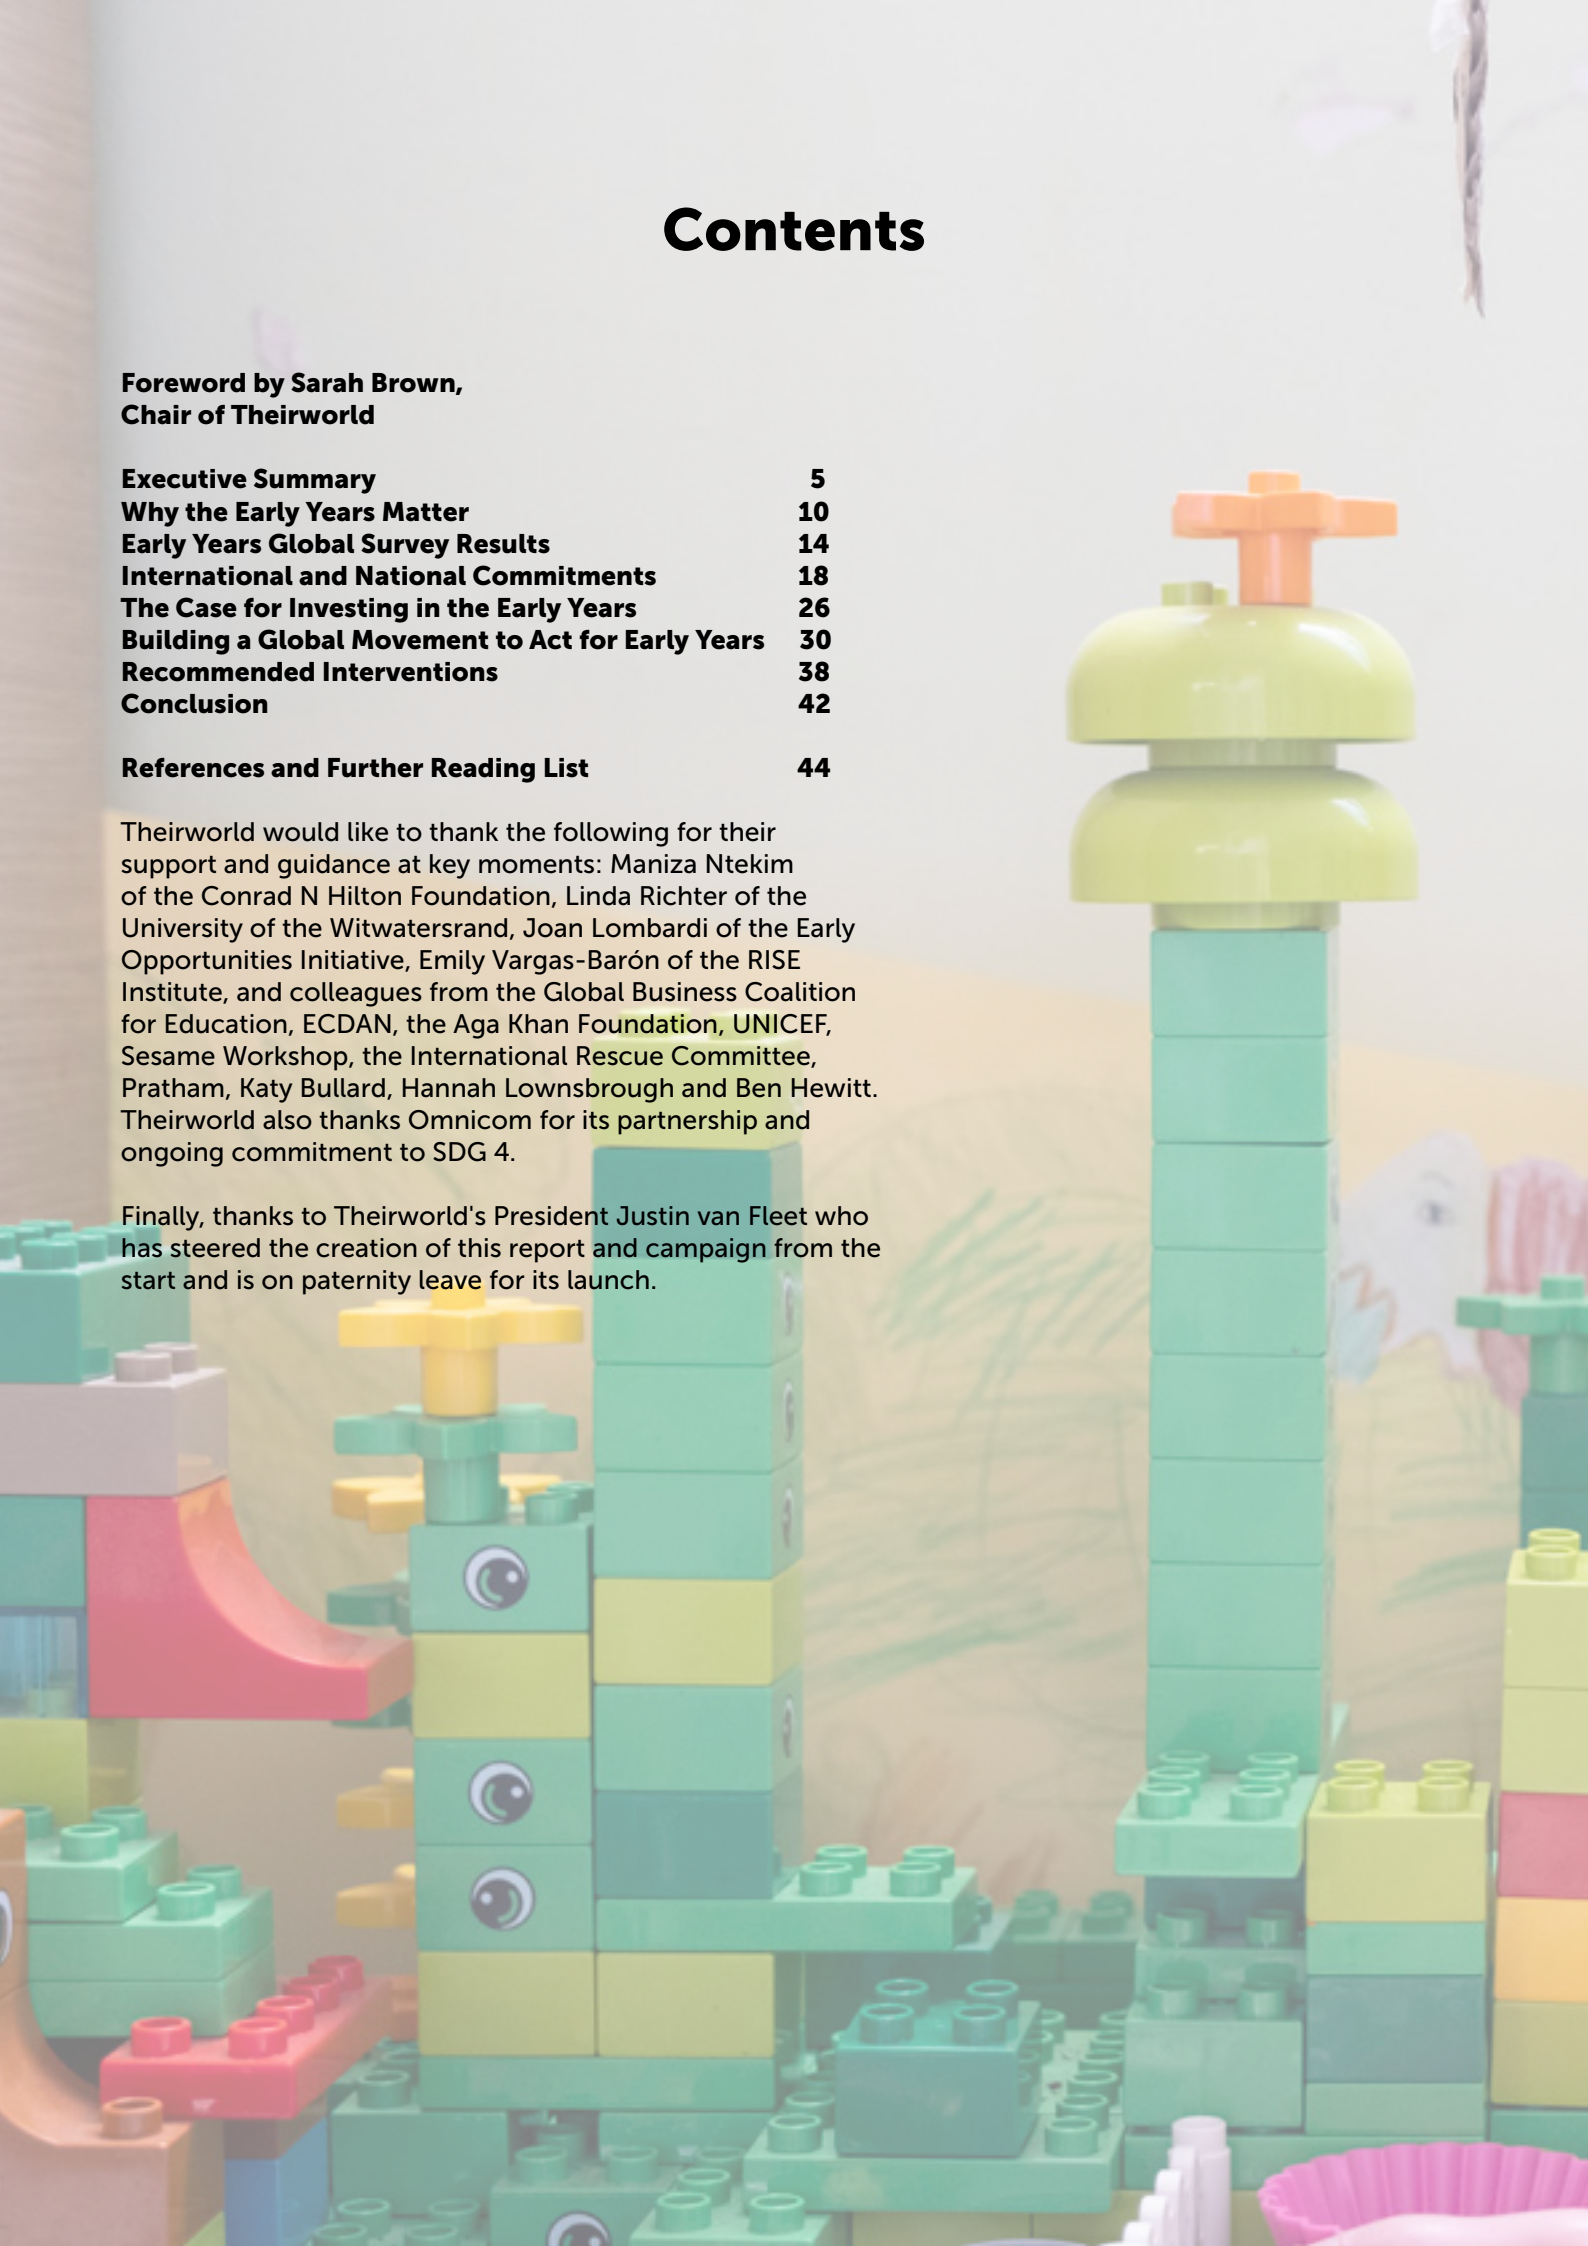 Contents
Foreword by Sarah Brown,
Chair of Theirworld
Executive Summary 5
Why the Early Years Matter 10
Early Years Global Survey Results 14
International and National Commitments 18
The Case for Investing in the Early Years 26
Building a Global Movement to Act for Early Years 30
Recommended Interventions 38
Conclusion 42
References and Further Reading List 44
Theirworld would like to thank the following for their
support and guidance at key moments: Maniza Ntekim
of the Conrad N Hilton Foundation, Linda Richter of the
University of the Witwatersrand, Joan Lombardi of the Early
Opportunities Initiative, Emily Vargas-Barón of the RISE
Institute, and colleagues from the Global Business Coalition
for Education, ECDAN, the Aga Khan Foundation, UNICEF,
Sesame Workshop, the International Rescue Committee,
Pratham, Katy Bullard, Hannah Lownsbrough and Ben Hewitt.
Theirworld also thanks Omnicom for its partnership and
ongoing commitment to SDG 4.
Finally, thanks to Theirworld's President Justin van Fleet who
has steered the creation of this report and campaign from the
start and is on paternity leave for its launch.